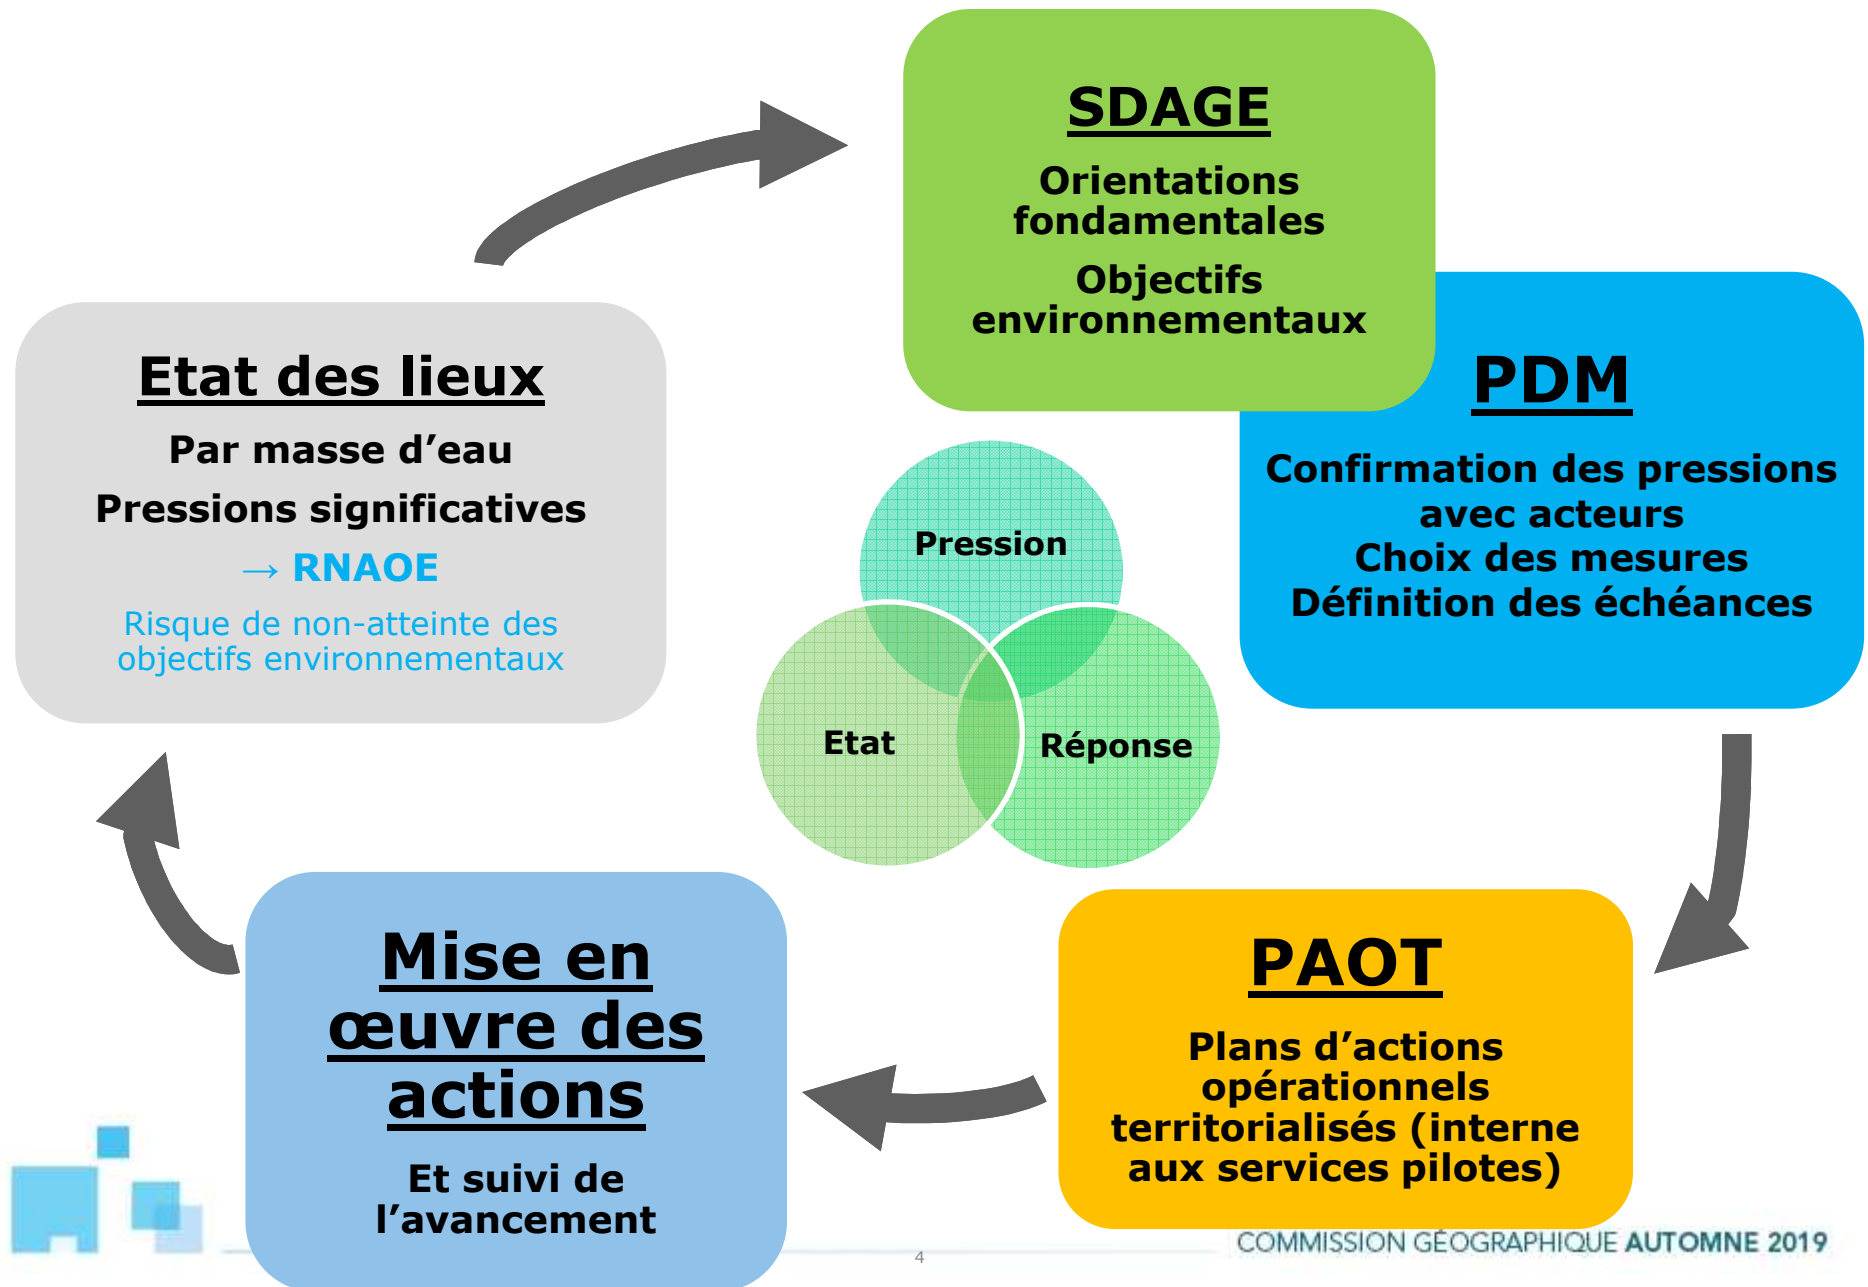 SDAGE
Orientations
fondamentales
Objectifs
environnementaux
PDM
Confirmation des pressions
avec acteurs
Choix des mesures
Définition des échéances
Etat des lieux
Par masse d’eau
Pressions significatives
→ RNAOE
Risque de non-atteinte des
objectifs environnementaux
Pression
Etat
Réponse
PAOT
Plans d’actions
opérationnels
territorialisés (interne
aux services pilotes)
Mise en
œuvre des
actions
Et suivi de
l’avancement
4
COMMISSION GÉOGRAPHIQUE AUTOMNE 2019